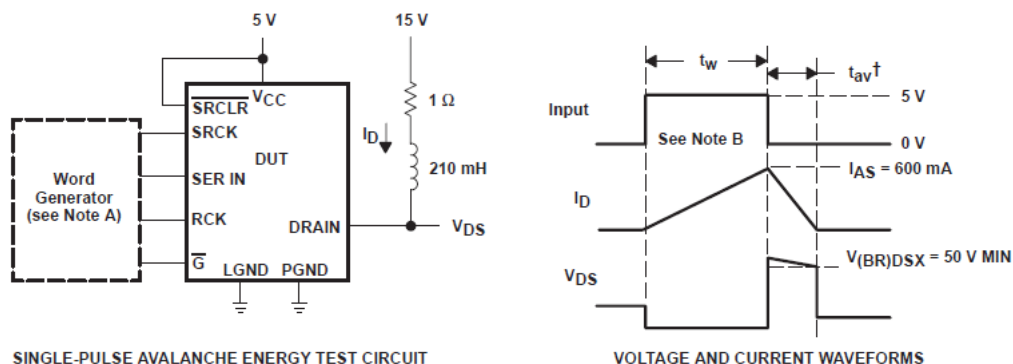 5 V
15 V
VCC
SRCLR
1 Ω
SRCK
ID
DUT
210 mH
Word
Generator
(see Note A)
SER IN
RCK
DRAIN
VDS
G
LGND
PGND
SINGLE-PULSE AVALANCHE ENERGY TEST CIRCUIT
tw
tav†
Input
5 V
See Note B
0 V
IAS = 600 mA
ID
V(BR)DSX = 50 V MIN
VDS
VOLTAGE AND CURRENT WAVEFORMS